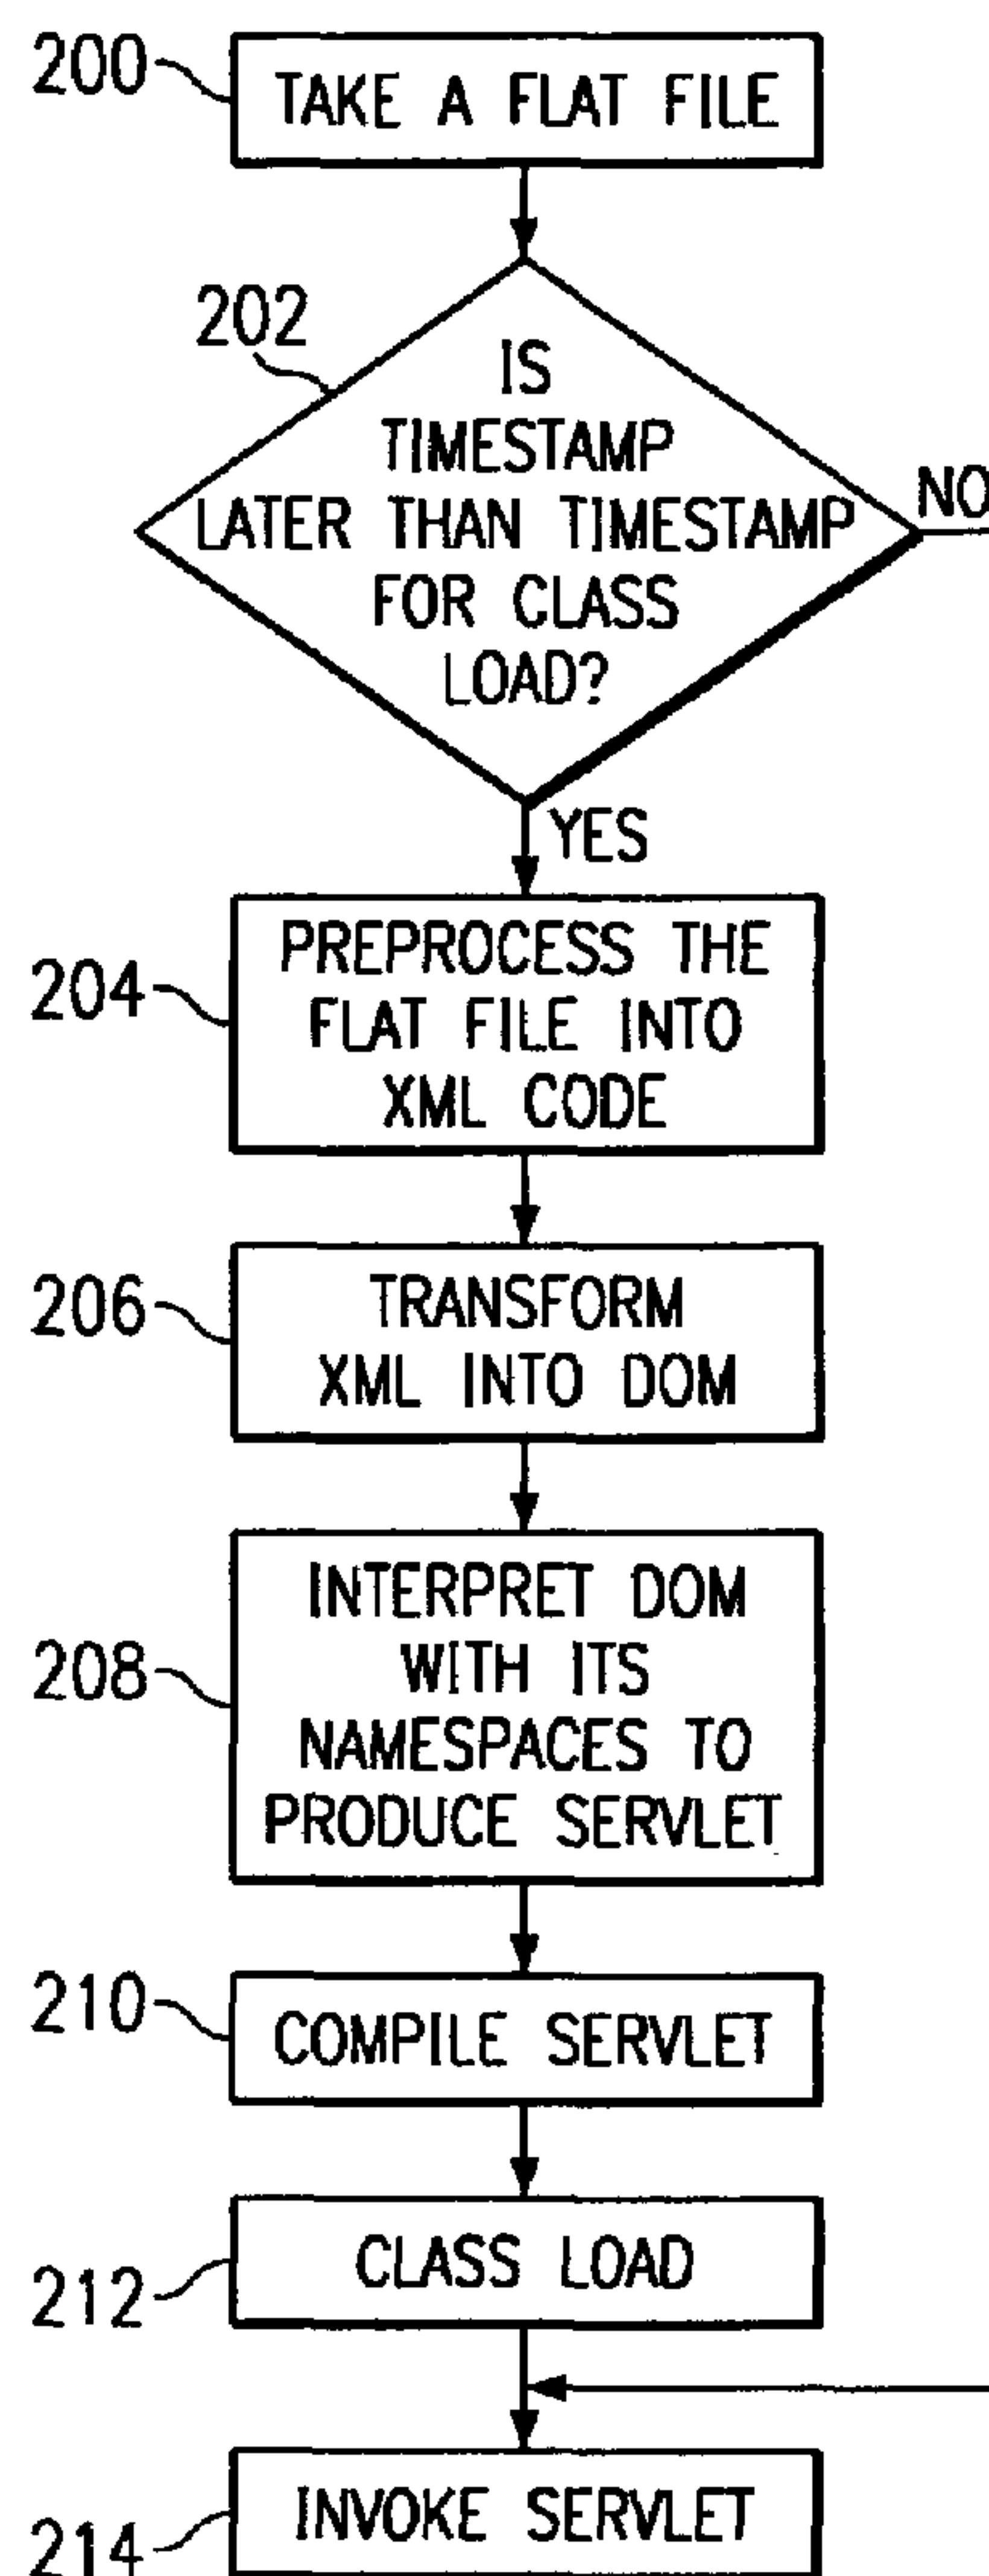 200
TAKE A FLAT FILE
202
IS
TIMESTAMP
LATER THAN TIMESTAMP
FOR CLASS
LOAD?
NO
YES
204
PREPROCESS THE
FLAT FILE INTO
XML CODE
206
TRANSFORM
XML INTO DOM
208
INTERPRET DOM
WITH ITS
NAMESPACES TO
PRODUCE SERVLET
210
COMPILE SERVLET
212
CLASS LOAD
214
INVOKE SERVLET